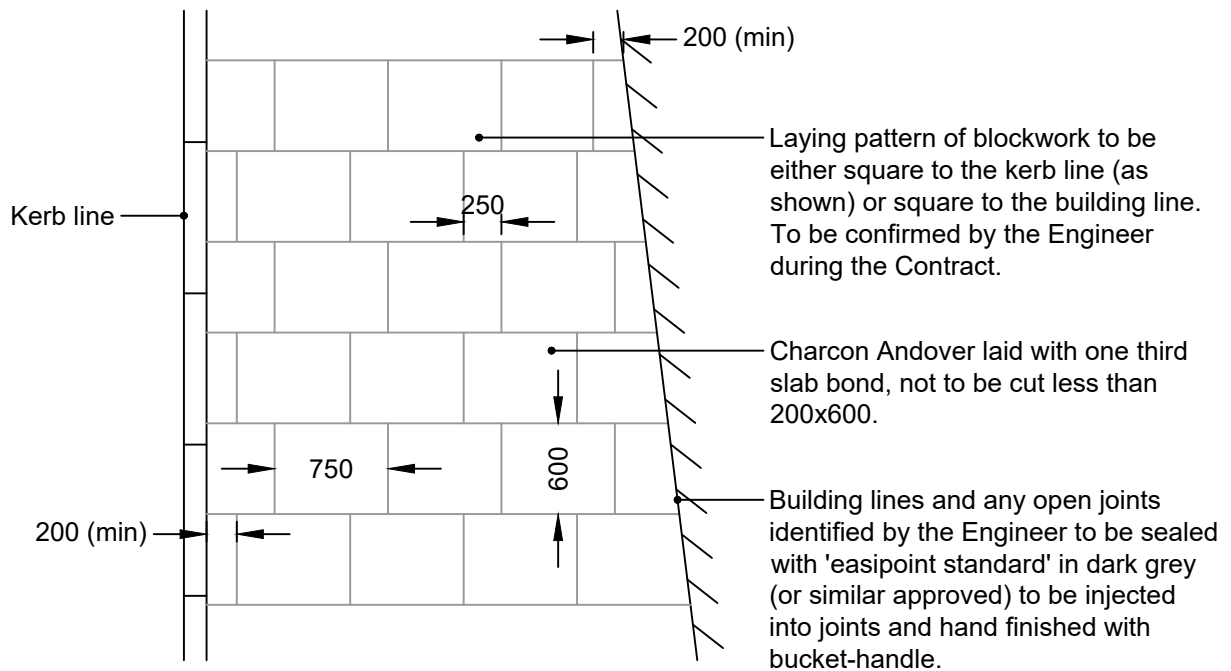 200 (min)
Laying pattern of blockwork to be
either square to the kerb line (as
shown) or square to the building line.
To be confirmed by the Engineer
during the Contract.
250
Kerb line
Charcon Andover laid with one third
slab bond, not to be cut less than
200x600.
750
600
200 (min)
Building lines and any open joints
identified by the Engineer to be sealed
with 'easipoint standard' in dark grey
(or similar approved) to be injected
into joints and hand finished with
bucket-handle.